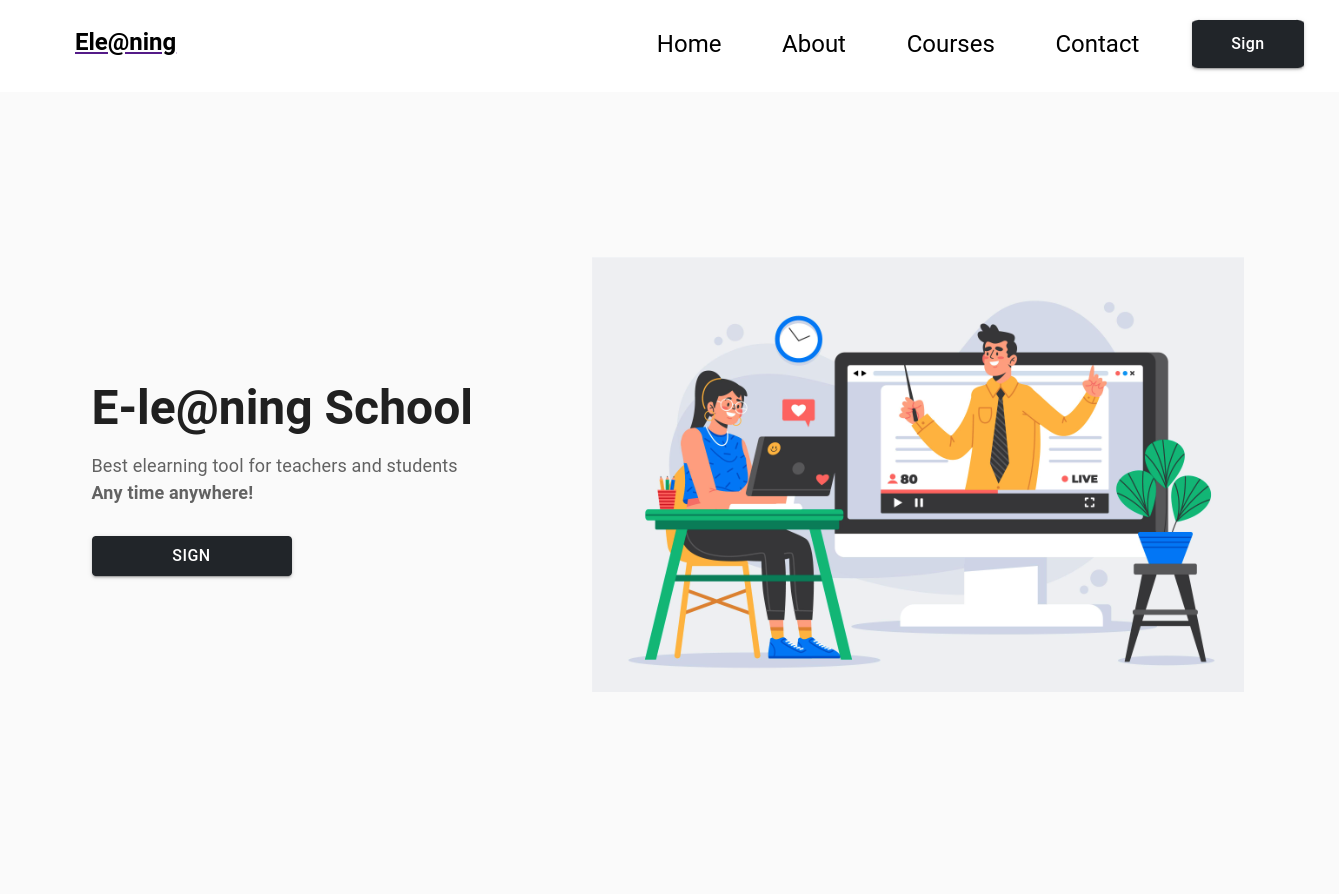 Ele@ning
Home About Courses Contact Sign
E-le@ning School
Best elearning tool for teachers and students
Any time anywhere!
SIGN
80 LIVE